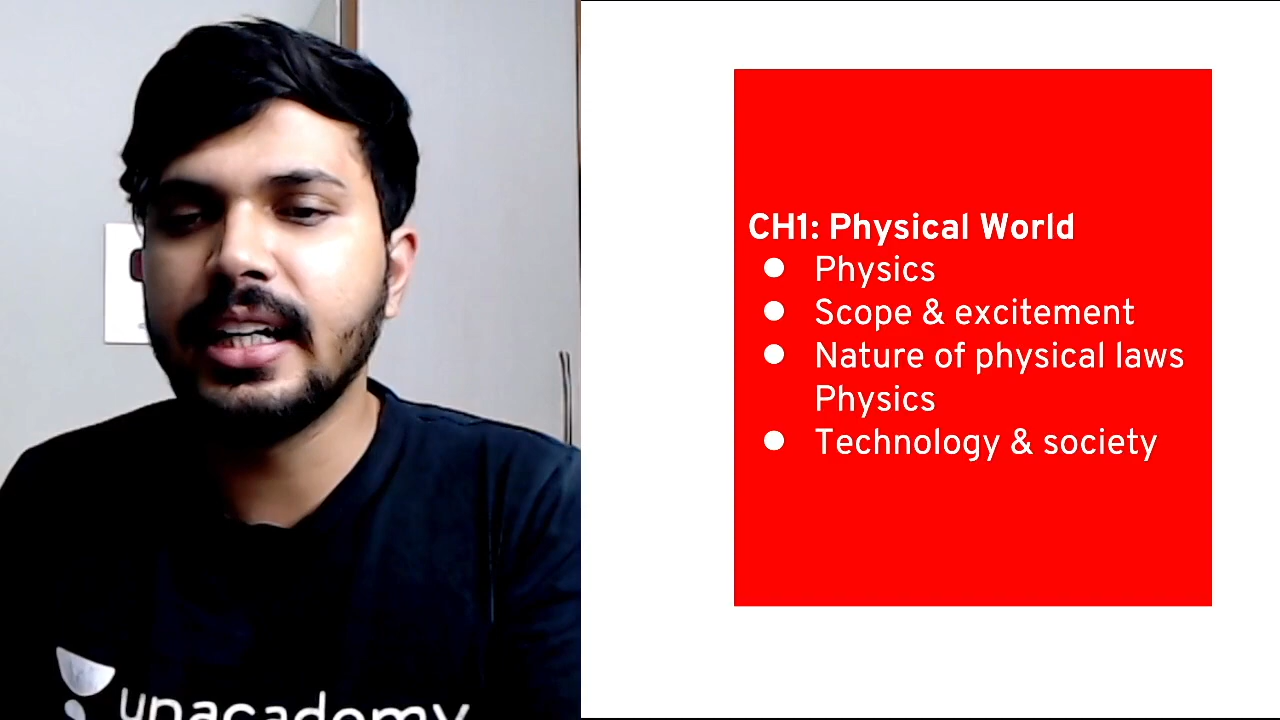 CH1: Physical World
● Physics
● Scope & excitement
● Nature of physical laws
Physics
● Technology & society
unacademy